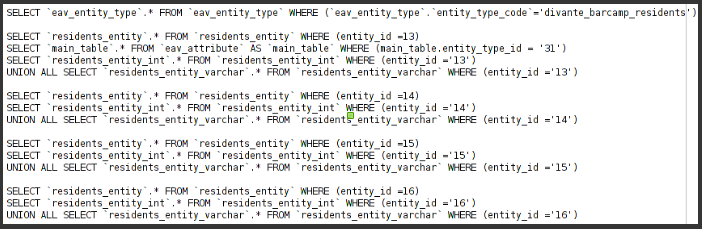 SELECT `eav_entity_type`.* FROM `eav_entity_type` WHERE (`eav_entity_type`.`entity_type_code`='divante_barcamp_residents')
SELECT `residents_entity`.* FROM `residents_entity` WHERE (entity_id =13)
SELECT `main_table`.* FROM `eav_attribute` AS `main_table` WHERE (main_table.entity_type_id = '31')
SELECT `residents_entity_int`.* FROM `residents_entity_int` WHERE (entity_id ='13')
UNION ALL SELECT `residents_entity_varchar`.* FROM `residents_entity_varchar` WHERE (entity_id ='13')
SELECT `residents_entity`.* FROM `residents_entity` WHERE (entity_id =14)
SELECT `residents_entity_int`.* FROM `residents_entity_int` WHERE (entity_id ='14')
UNION ALL SELECT `residents_entity_varchar`.* FROM `residents_entity_varchar` WHERE (entity_id ='14')
SELECT `residents_entity`.* FROM `residents_entity` WHERE (entity_id =15)
SELECT `residents_entity_int`.* FROM `residents_entity_int` WHERE (entity_id ='15')
UNION ALL SELECT `residents_entity_varchar`.* FROM `residents_entity_varchar` WHERE (entity_id ='15')
SELECT `residents_entity`.* FROM `residents_entity` WHERE (entity_id =16)
SELECT `residents_entity_int`.* FROM `residents_entity_int` WHERE (entity_id ='16')
UNION ALL SELECT `residents_entity_varchar`.* FROM `residents_entity_varchar` WHERE (entity_id ='16')